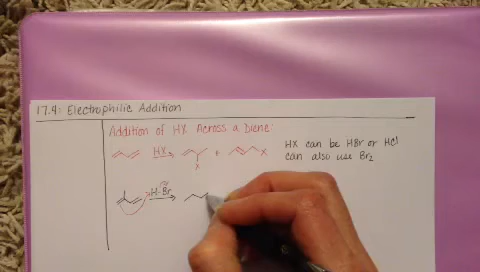 17.4: Electrophilic Addition
Addition of HX Across a Diene:
HX
X
+
X
HX can be HBr or HCl
can also use Br2
H-Br